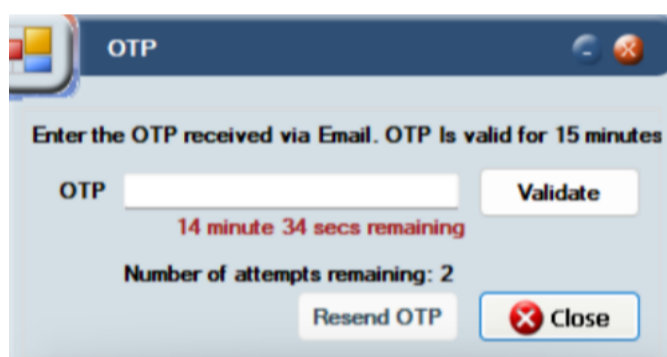 OTP
Enter the OTP received via Email. OTP Is valid for 15 minutes
OTP Validate
14 minute 34 secs remaining
Number of attempts remaining: 2
Resend OTP Close